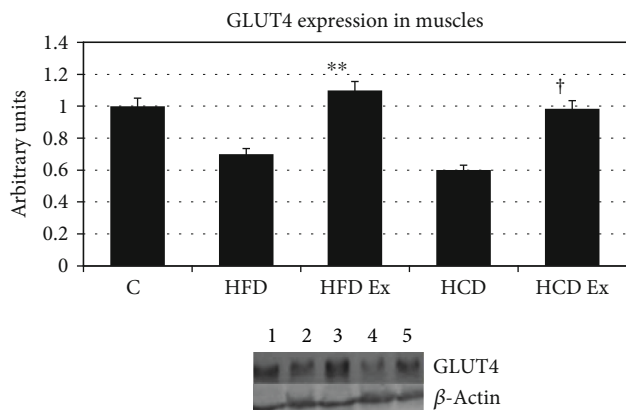 GLUT4 expression in muscles
1.4
1.2
1
0.8
0.6
0.4
0.2
0
Arbitrary units
**
†
C HFD HFD Ex HCD HCD Ex
1 2 3 4 5
GLUT4
β-Actin